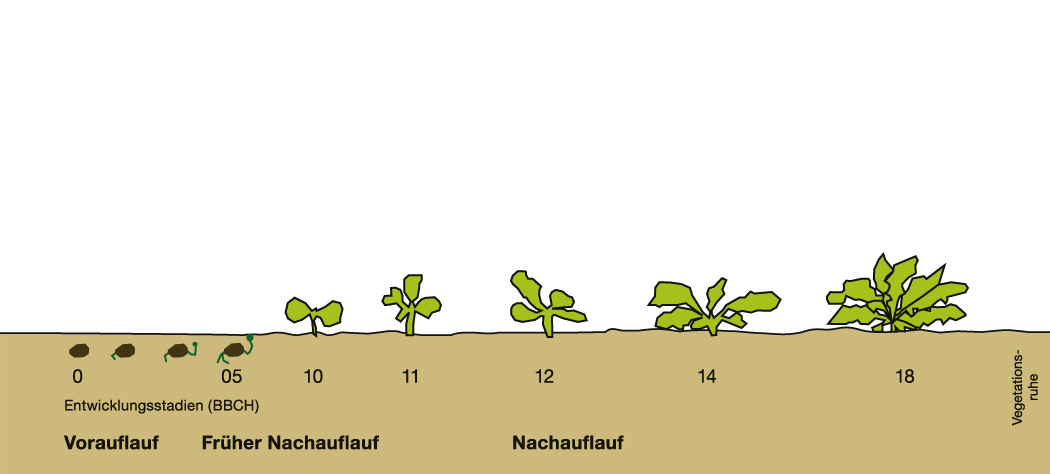 0 05 10 11 12 14 18
Entwicklungsstadien (BBCH)
Vorauflauf Früher Nachauflauf Nachauflauf
Vegetations-
ruhe